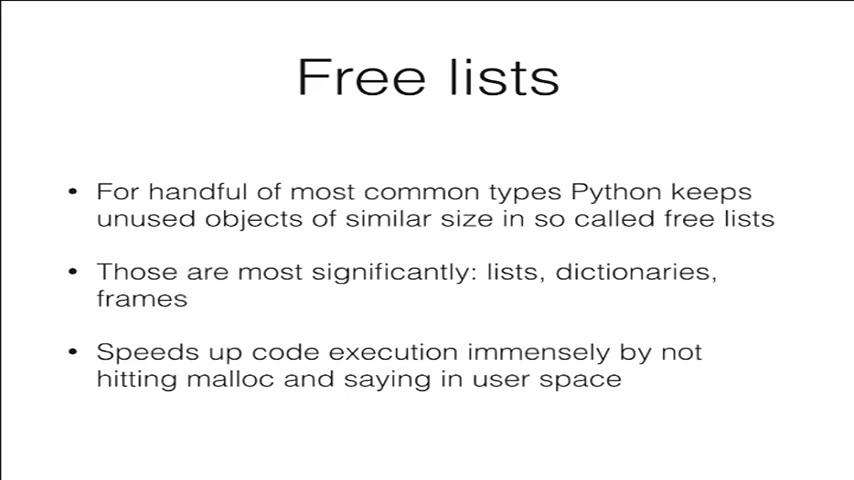 Free lists
• For handful of most common types Python keeps
unused objects of similar size in so called free lists
• Those are most significantly: lists, dictionaries,
frames
• Speeds up code execution immensely by not
hitting malloc and saying in user space